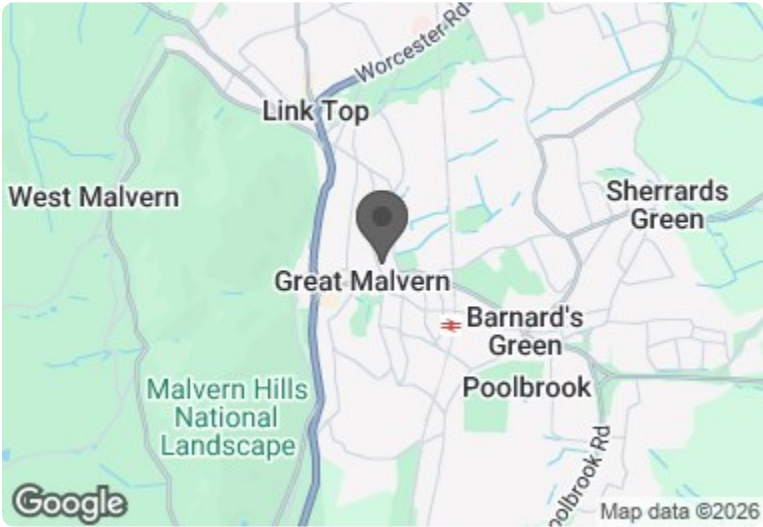 Worcester Rd
Link Top
West Malvern
Sherrards
Green
Great Malvern
Barnard's
Green
Poolbrook
Malvern Hills
National
Landscape
oolbrook Rd
Google
Map data ©2026